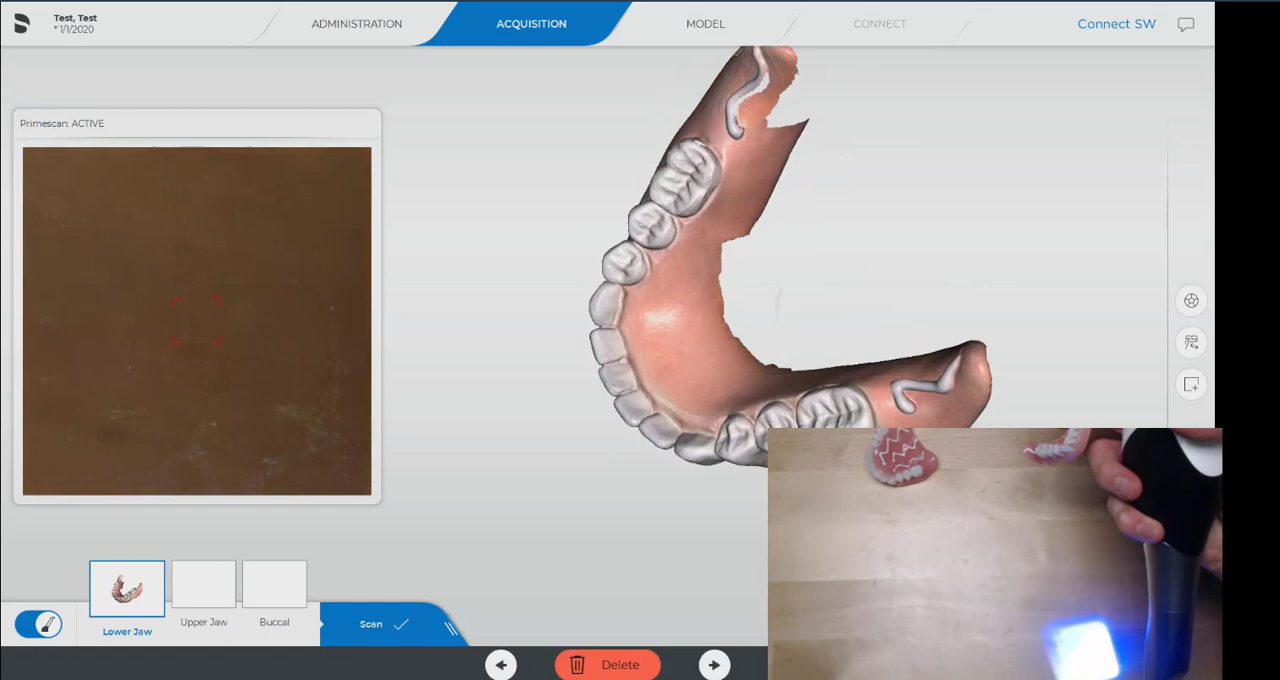 Test, Test
* 1/1/2020
ADMINISTRATION
ACQUISITION
MODEL
CONNECT
Connect SW
Primescan: ACTIVE
Lower Jaw
Upper Jaw
Buccal
Scan
Delete